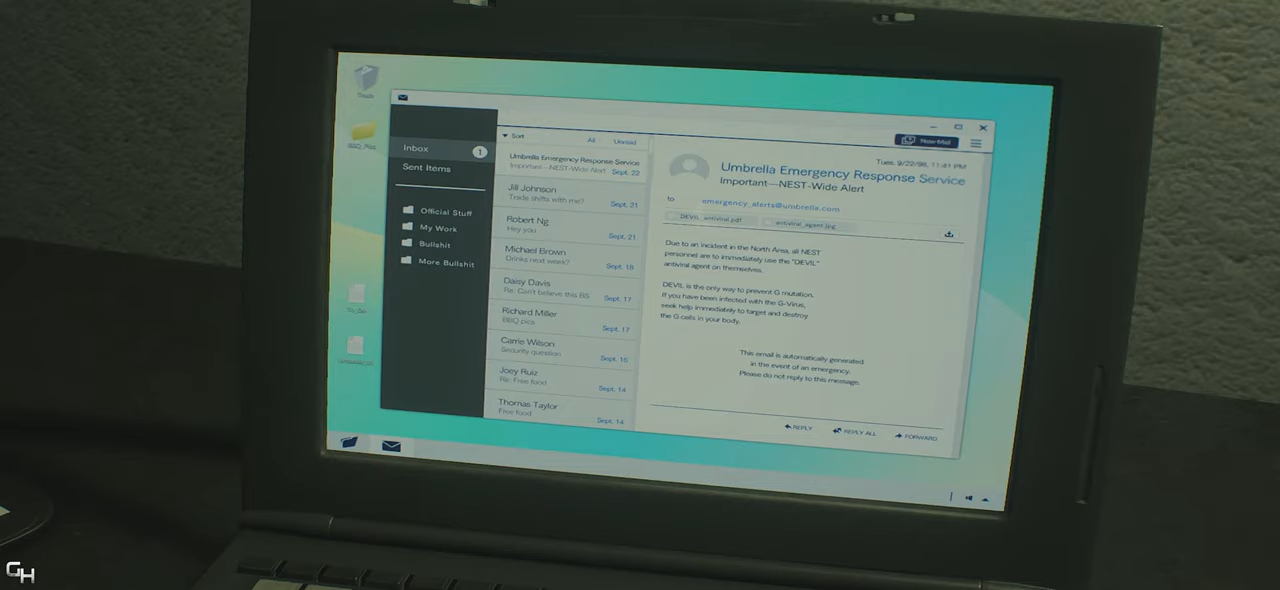 Inbox
1
Sent Items
Official Stuff
My Work
Bullshit
More Bullshit
Sort
All
Unread
Umbrella Emergency Response Service
Important—NEST-Wide Alert
Sept. 22
Jill Johnson
Trade shifts with me?
Sept. 21
Robert Ng
Hey you
Sept. 21
Michael Brown
Drinks next week?
Sept. 18
Daisy Davis
Re: Can't believe this BS
Sept. 17
Richard Miller
BBQ pics
Sept. 17
Carrie Wilson
Security question
Sept. 16
Joey Ruiz
Re: Free food
Sept. 14
Thomas Taylor
Free food
Sept. 14
New Mail
Tues. 9/22/98, 11:41 PM
Umbrella Emergency Response Service
Important—NEST-Wide Alert
to
emergency_alerts@umbrella.com
DEVIL_antiviral.pdf
antiviral_agent.jpg
Due to an incident in the North Area, all NEST
personnel are to immediately use the "DEVIL"
antiviral agent on themselves.
DEVIL is the only way to prevent G mutation.
If you have been infected with the G-Virus,
seek help immediately to target and destroy
the G cells in your body.
This email is automatically generated
in the event of an emergency.
Please do not reply to this message.
REPLY
REPLY ALL
FORWARD
BBQ_Pics
GH